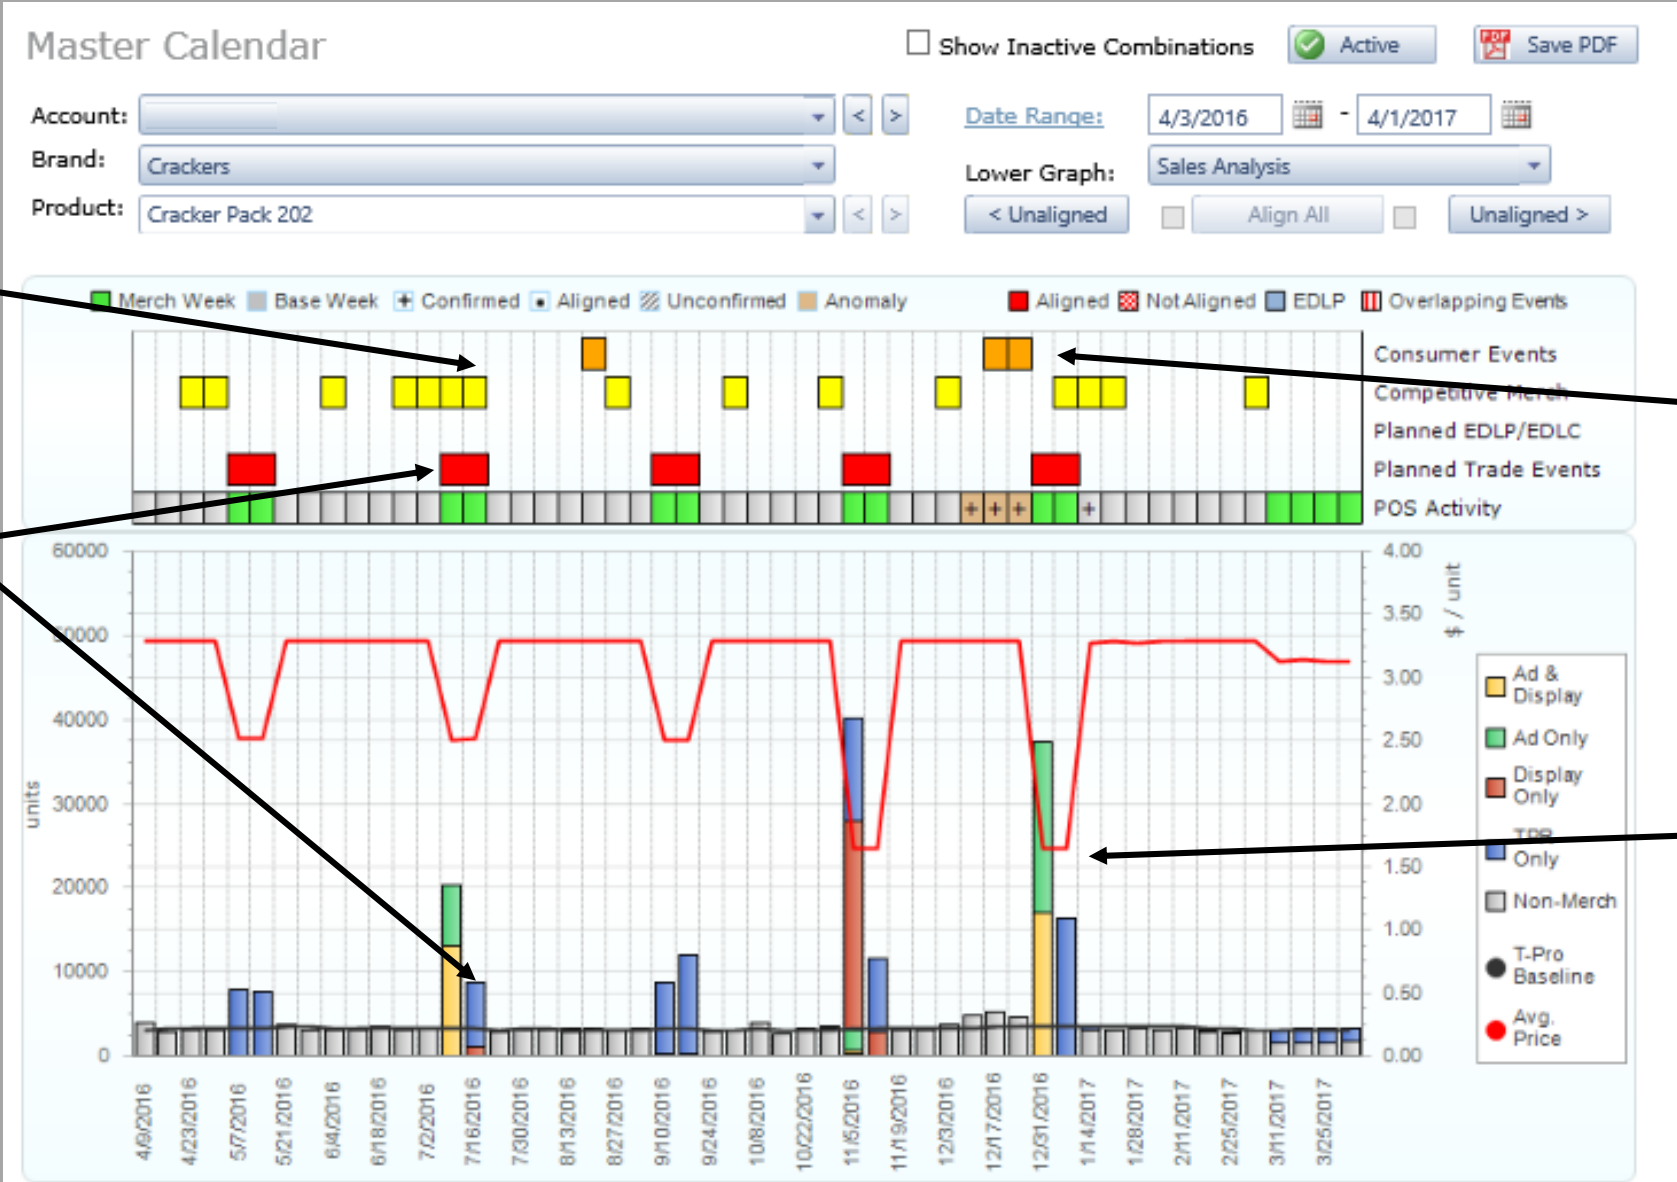 Master Calendar
Show Inactive Combinations
Active
Save PDF
Account:
< >
Date Range:
4/3/2016
-
4/1/2017
Brand:
Crackers
Lower Graph:
Sales Analysis
Product:
Cracker Pack 202
< >
< Unaligned
Align All
Unaligned >
Merch Week
Base Week
+ Confirmed
Aligned
Unconfirmed
Anomaly
Aligned
Not Aligned
EDLP
Overlapping Events
Consumer Events
Competitive Merch
Planned EDLP/EDLC
Planned Trade Events
+ + + +
POS Activity
60000
50000
40000
30000
20000
10000
0
units
4.00
3.50
3.00
2.50
2.00
1.50
1.00
0.50
0.00
$ / unit
Ad &
Display
Ad Only
Display
Only
TPR
Only
Non-Merch
T-Pro
Baseline
Avg.
Price
4/9/2016
4/23/2016
5/7/2016
5/21/2016
6/4/2016
6/18/2016
7/2/2016
7/16/2016
7/30/2016
8/13/2016
8/27/2016
9/10/2016
9/24/2016
10/8/2016
10/22/2016
11/5/2016
11/19/2016
12/3/2016
12/17/2016
12/31/2016
1/14/2017
1/28/2017
2/11/2017
2/25/2017
3/11/2017
3/25/2017